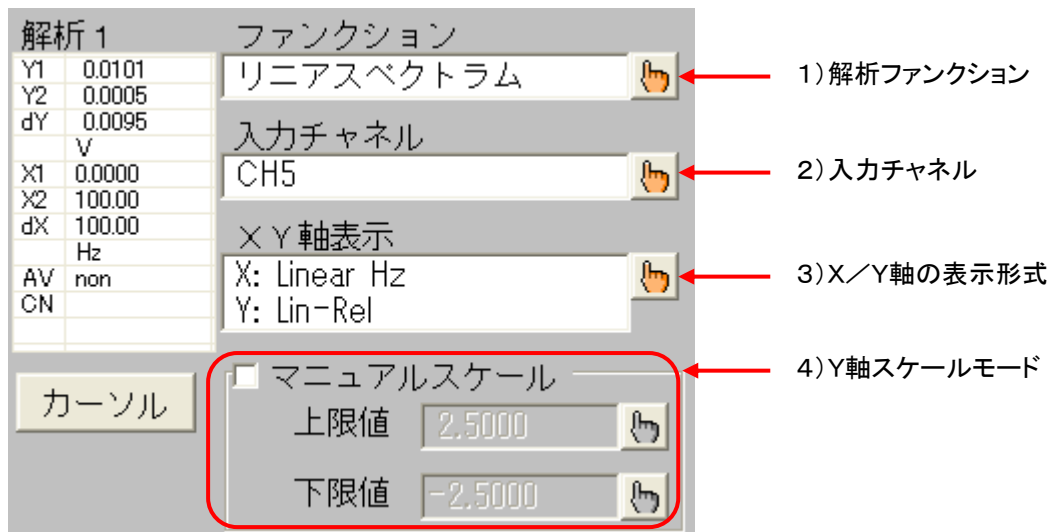 解析 1
Y1 0.0101
Y2 0.0005
dY 0.0095
V
X1 0.0000
X2 100.00
dX 100.00
Hz
AV non
CN
カーソル
ファンクション
リニアスペクトラム
入力チャネル
CH5
XY軸表示
X: Linear Hz
Y: Lin-Rel
マニュアルスケール
上限値 2.5000
下限値 -2.5000
1)解析ファンクション
2)入力チャネル
3)X/Y軸の表示形式
4)Y軸スケールモード